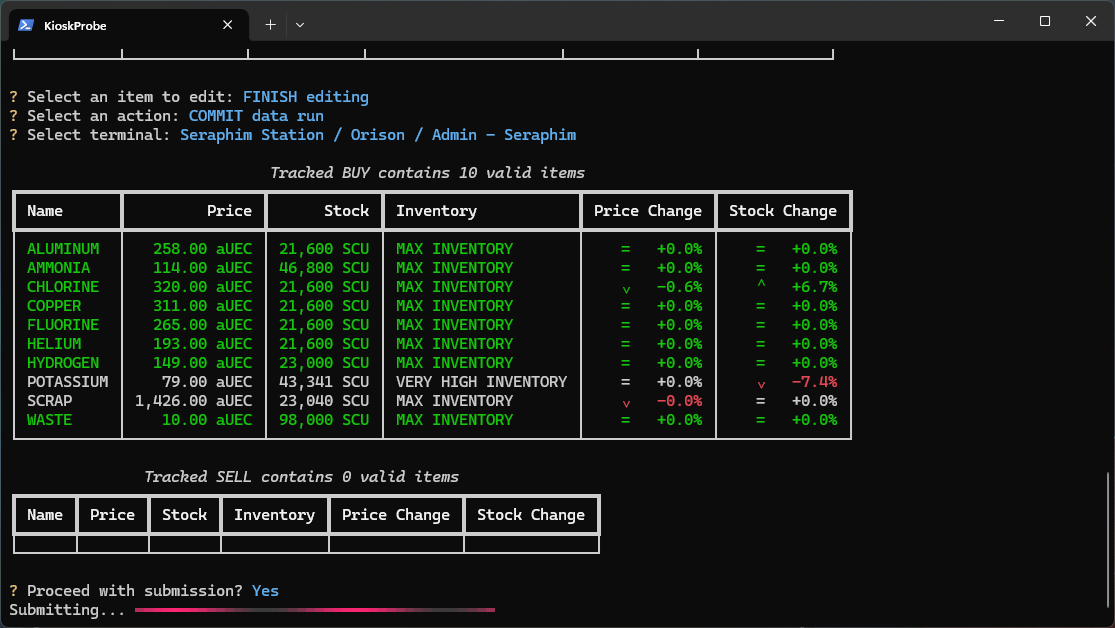 KioskProbe
? Select an item to edit: FINISH editing
? Select an action: COMMIT data run
? Select terminal: Seraphim Station / Orison / Admin - Seraphim
Tracked BUY contains 10 valid items
Name Price Stock Inventory Price Change Stock Change
ALUMINUM 258.00 aUEC 21,600 SCU MAX INVENTORY = +0.0% = +0.0%
AMMONIA 114.00 aUEC 46,800 SCU MAX INVENTORY = +0.0% = +0.0%
CHLORINE 320.00 aUEC 21,600 SCU MAX INVENTORY v -0.6% ^ +6.7%
COPPER 311.00 aUEC 21,600 SCU MAX INVENTORY = +0.0% = +0.0%
FLUORINE 265.00 aUEC 21,600 SCU MAX INVENTORY = +0.0% = +0.0%
HELIUM 193.00 aUEC 21,600 SCU MAX INVENTORY = +0.0% = +0.0%
HYDROGEN 149.00 aUEC 23,000 SCU MAX INVENTORY = +0.0% = +0.0%
POTASSIUM 79.00 aUEC 43,341 SCU VERY HIGH INVENTORY = +0.0% v -7.4%
SCRAP 1,426.00 aUEC 23,040 SCU MAX INVENTORY v -0.0% = +0.0%
WASTE 10.00 aUEC 98,000 SCU MAX INVENTORY = +0.0% = +0.0%
Tracked SELL contains 0 valid items
Name Price Stock Inventory Price Change Stock Change
? Proceed with submission? Yes
Submitting...